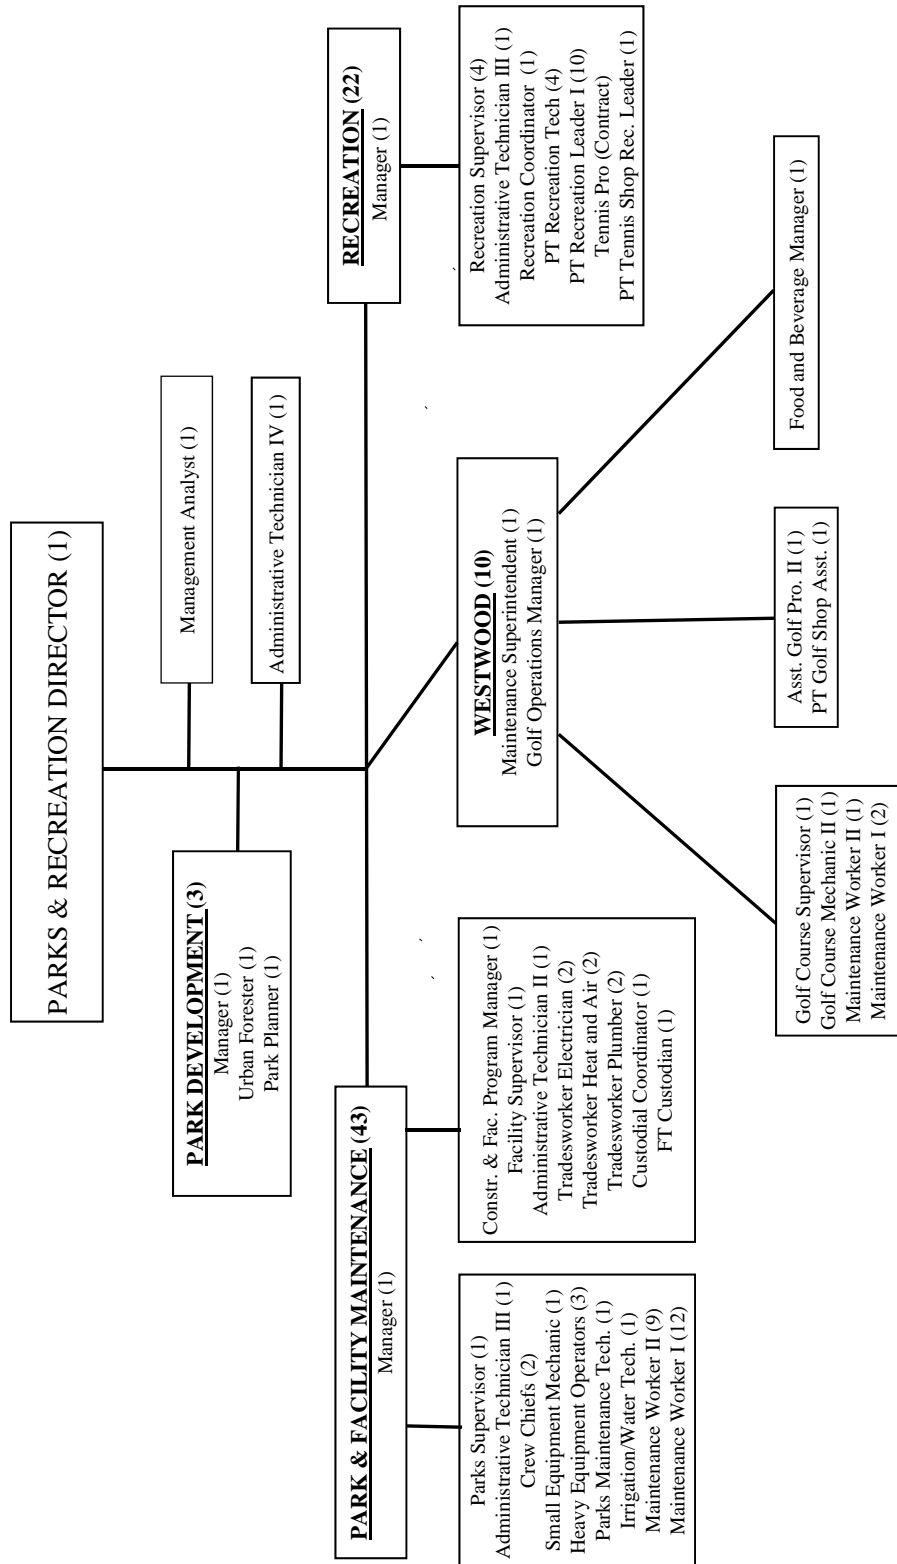 PARKS & RECREATION DIRECTOR (1)
Management Analyst (1)
Administrative Technician IV (1)
PARK DEVELOPMENT (3)
Manager (1)
Urban Forester (1)
Park Planner (1)
PARK & FACILITY MAINTENANCE (43)
Manager (1)
RECREATION (22)
Manager (1)
Parks Supervisor (1)
Administrative Technician III (1)
Crew Chiefs (2)
Small Equipment Mechanic (1)
Heavy Equipment Operators (3)
Parks Maintenance Tech. (1)
Irrigation/Water Tech. (1)
Maintenance Worker II (9)
Maintenance Worker I (12)
Constr. & Fac. Program Manager (1)
Facility Supervisor (1)
Administrative Technician II (1)
Tradesworker Electrician (2)
Tradesworker Heat and Air (2)
Tradesworker Plumber (2)
Custodial Coordinator (1)
FT Custodian (1)
WESTWOOD (10)
Maintenance Superintendent (1)
Golf Operations Manager (1)
Recreation Supervisor (4)
Administrative Technician III (1)
Recreation Coordinator (1)
PT Recreation Tech (4)
PT Recreation Leader I (10)
Tennis Pro (Contract)
PT Tennis Shop Rec. Leader (1)
Golf Course Supervisor (1)
Golf Course Mechanic II (1)
Maintenance Worker II (1)
Maintenance Worker I (2)
Asst. Golf Pro. II (1)
PT Golf Shop Asst. (1)
Food and Beverage Manager (1)